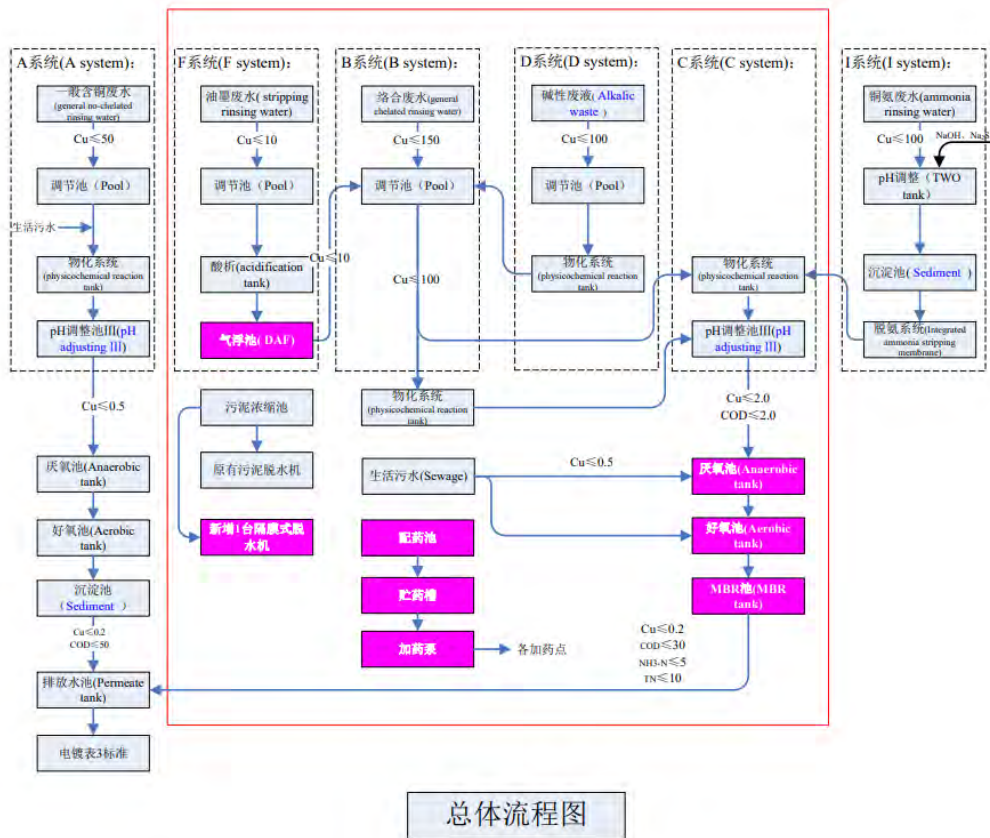 A系统(A system):
一般含铜废水
(general no-chelated
rinsing water)
Cu≤50
调节池（Pool）
生活污水
物化系统
(physicochemical reaction
tank)
pH调整池III(pH
adjusting III)
Cu≤0.5
厌氧池(Anaerobic
tank)
好氧池(Aerobic
tank)
沉淀池
（Sediment ）
Cu≤0.2
COD≤50
排放水池(Permeate
tank)
电镀表3标准
F系统(F system):
油墨废水( stripping
rinsing water)
Cu≤10
调节池（Pool）
酸析(acidification
tank)
气浮池( DAF)
Cu≤10
污泥浓缩池
原有污泥脱水机
新增1台隔膜式脱
水机
B系统(B system):
络合废水(general
chelated rinsing water)
Cu≤150
调节池（Pool）
Cu≤100
物化系统
(physicochemical reaction
tank)
生活污水(Sewage)
Cu≤0.5
配药池
贮药槽
加药泵
各加药点
D系统(D system):
碱性废液( Alkalic
waste ）
Cu≤100
调节池（Pool）
物化系统
(physicochemical reaction
tank)
C系统(C system):
物化系统
(physicochemical reaction
tank)
pH调整池III(pH
adjusting III)
Cu≤2.0
COD≤2.0
厌氧池(Anaerobic
tank)
好氧池(Aerobic
tank)
MBR池(MBR
tank)
Cu≤0.2
COD≤30
NH3-N≤5
TN≤10
I系统(I system):
铜氨废水(ammonia
rinsing water)
Cu≤100
NaOH、Na2S
pH调整（TWO
tank）
沉淀池( Sediment ）
脱氨系统(Integrated
ammonia stripping
membrane)
总体流程图